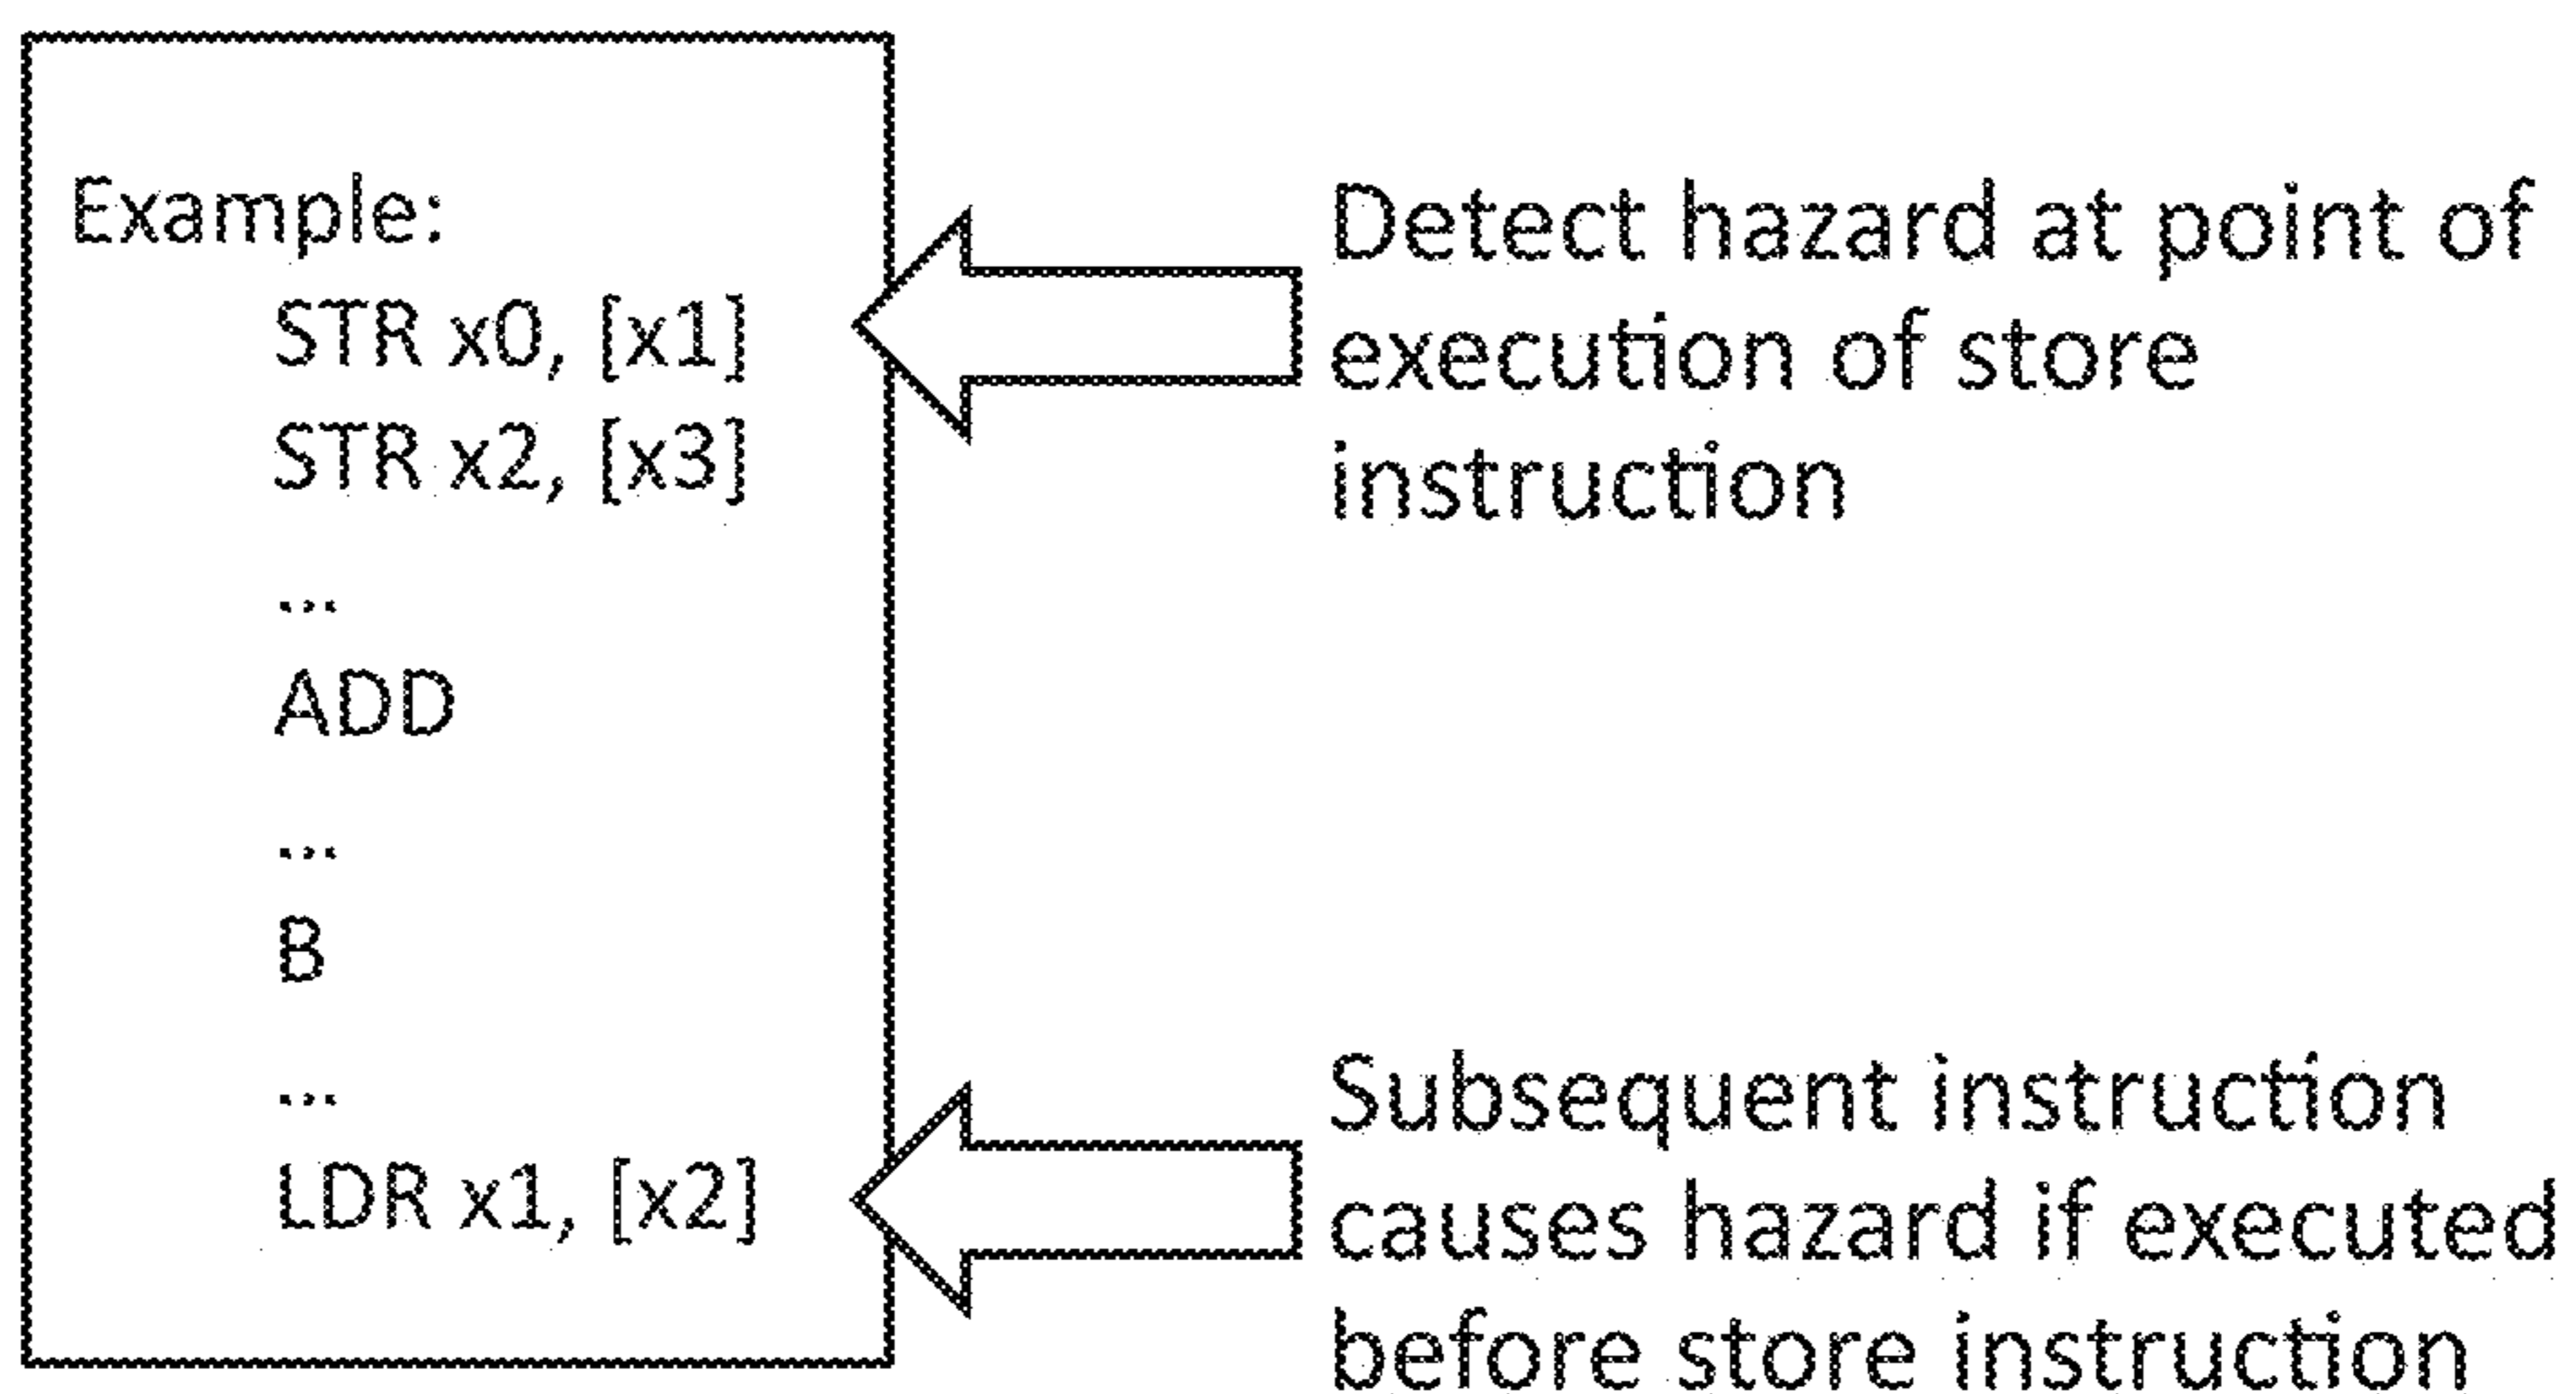 Example:
STR x0, [x1]
STR x2, [x3]
...
ADD
...
B
...
LDR x1, [x2]
Detect hazard at point of
execution of store
instruction
Subsequent instruction
causes hazard if executed
before store instruction